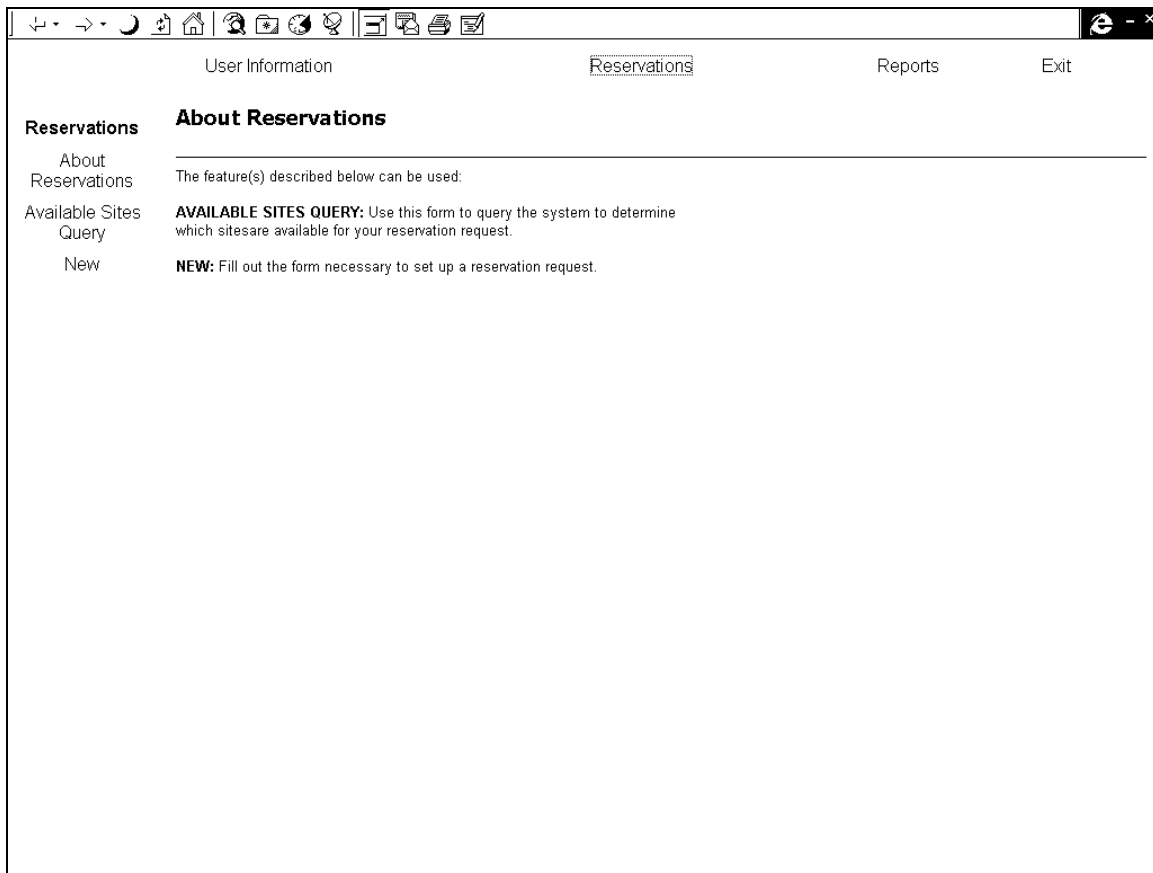 User Information Reservations Reports Exit
Reservations
About
Reservations
Available Sites
Query
New
About Reservations
The feature(s) described below can be used:
AVAILABLE SITES QUERY: Use this form to query the system to determine
which sitesare available for your reservation request.
NEW: Fill out the form necessary to set up a reservation request.